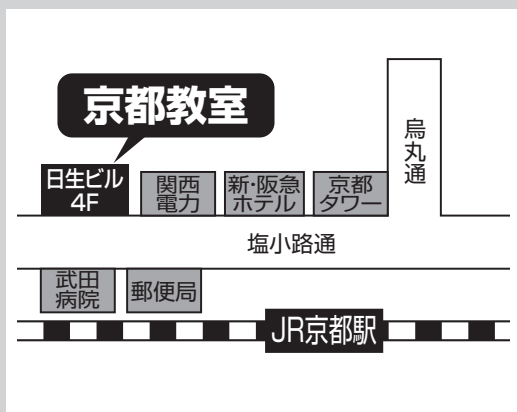 京都教室
日生ビル
4F
関西
電力
新・阪急
ホテル
京都
タワー
烏丸通
塩小路通
武田
病院
郵便局
JR京都駅